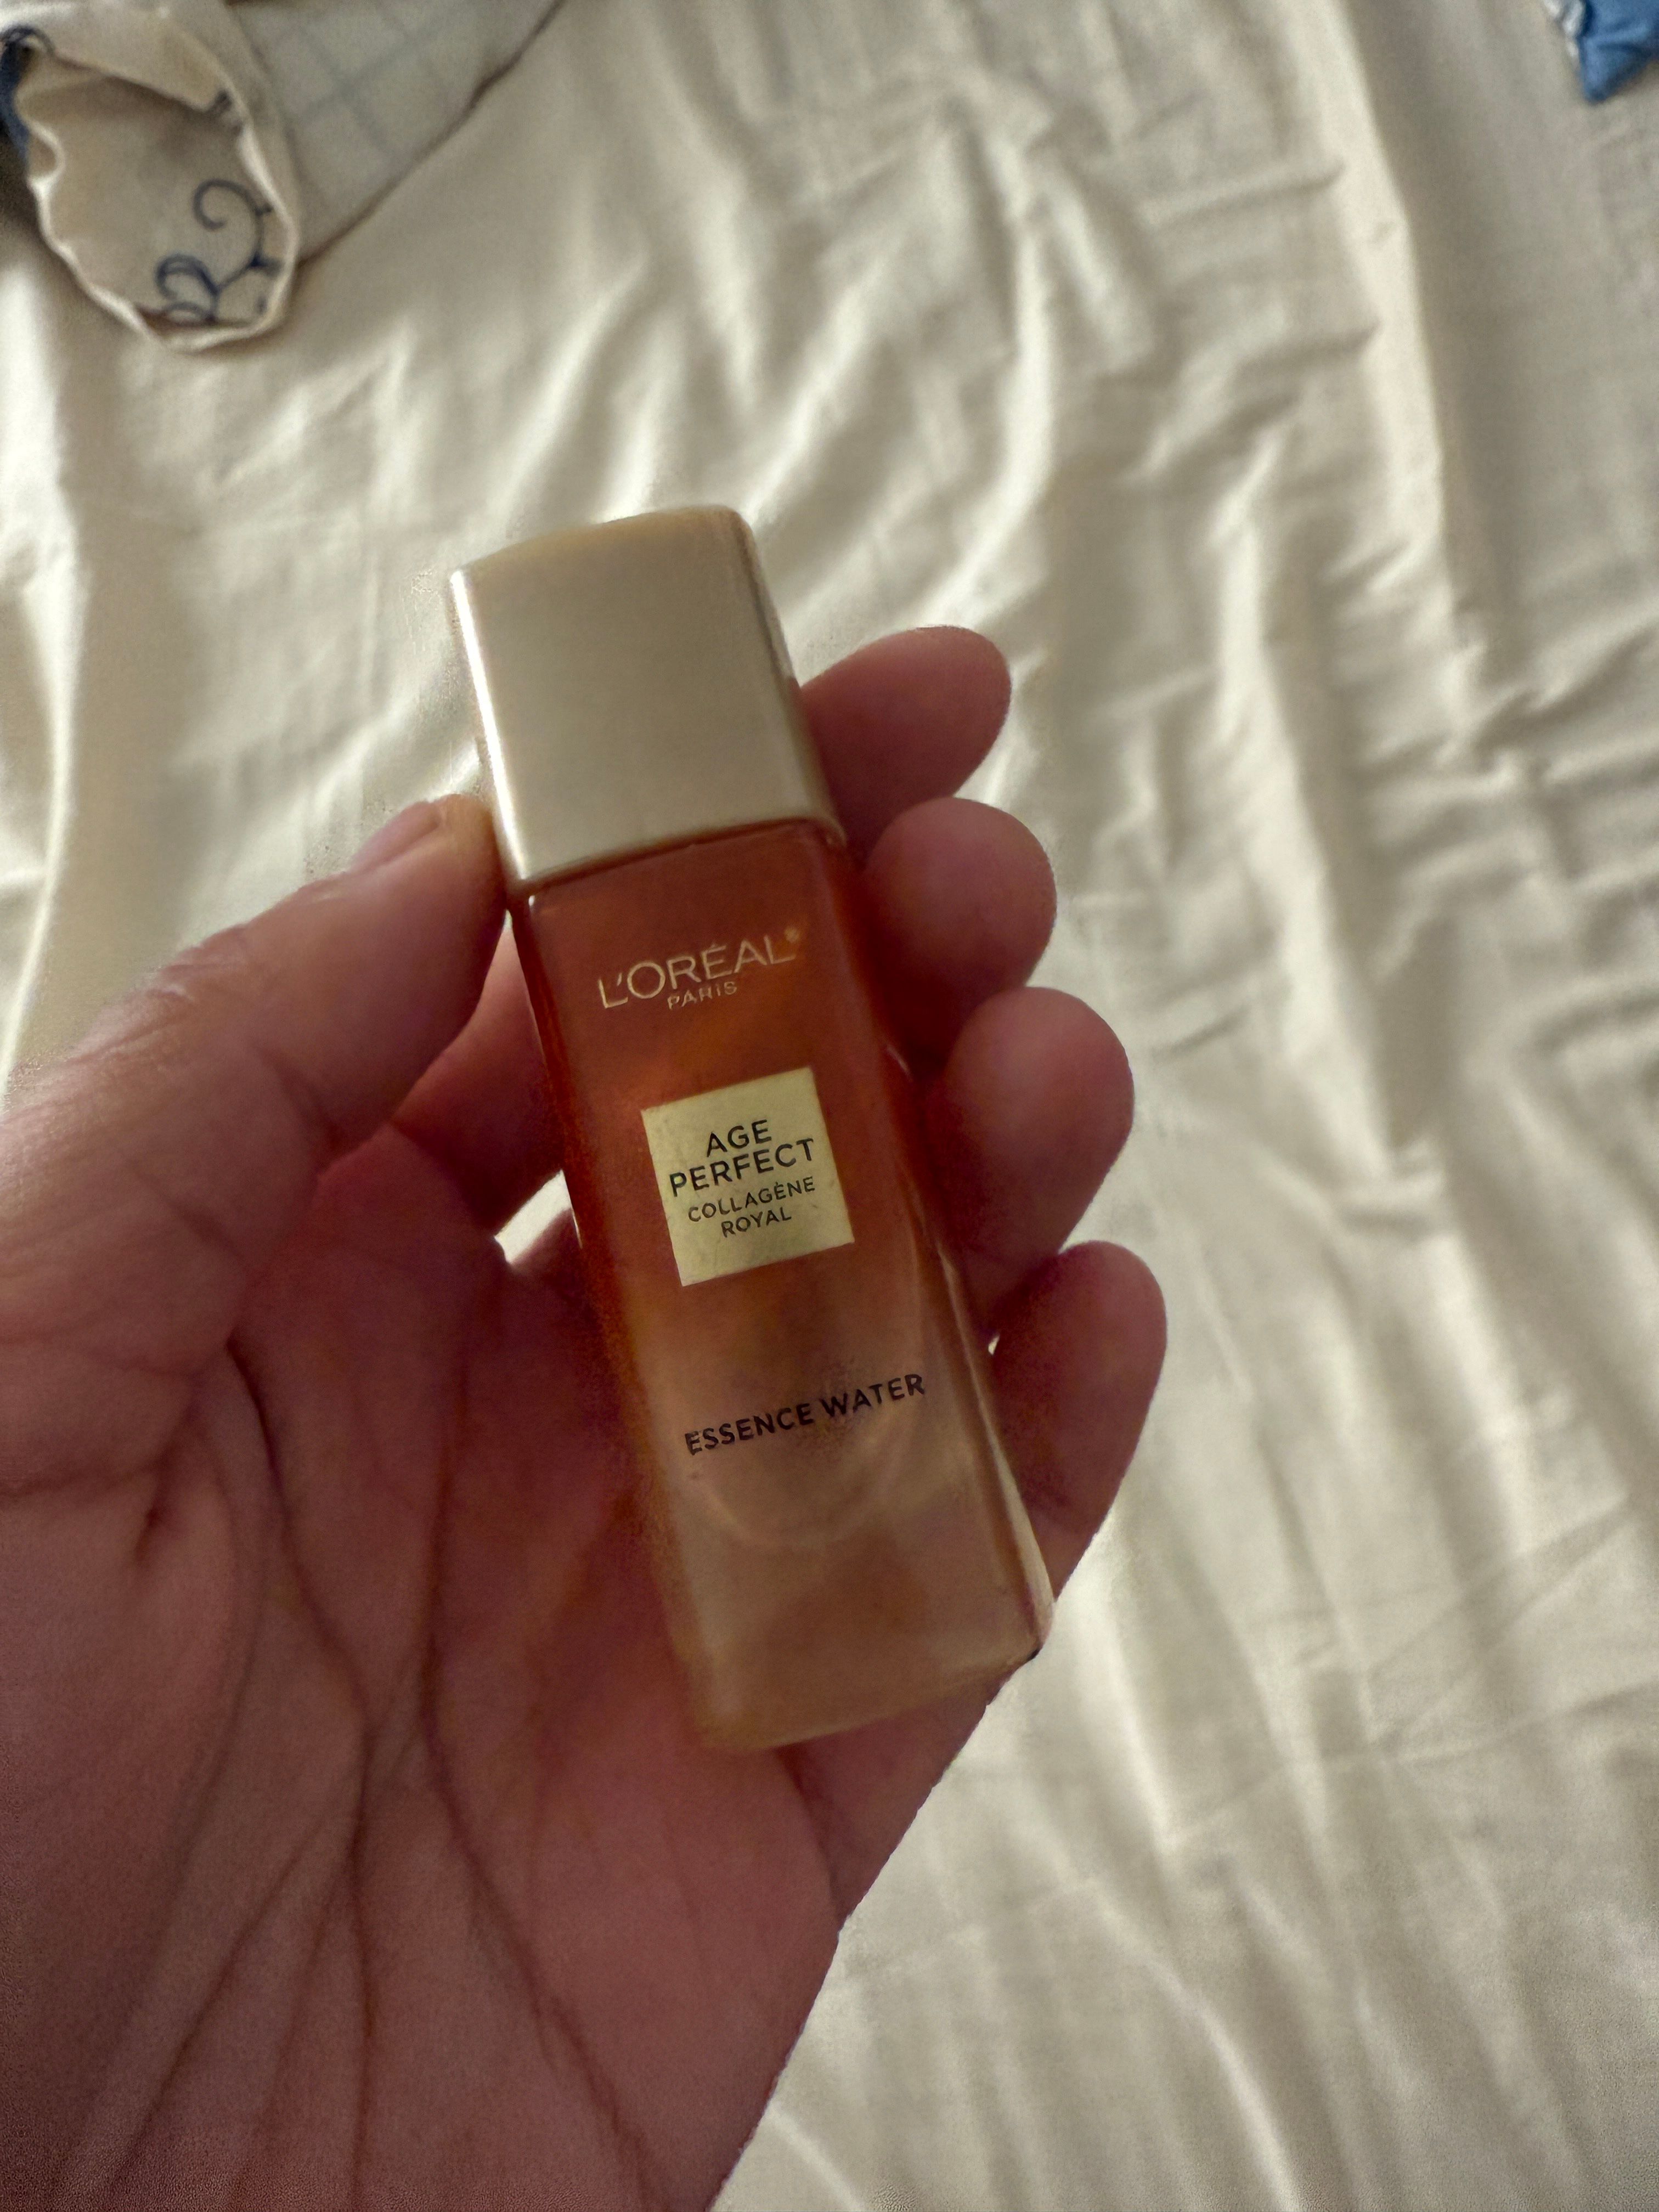 L'ORÉAL®
PARIS
AGE
PERFECT
COLLAGÈNE
ROYAL
ESSENCE WATER